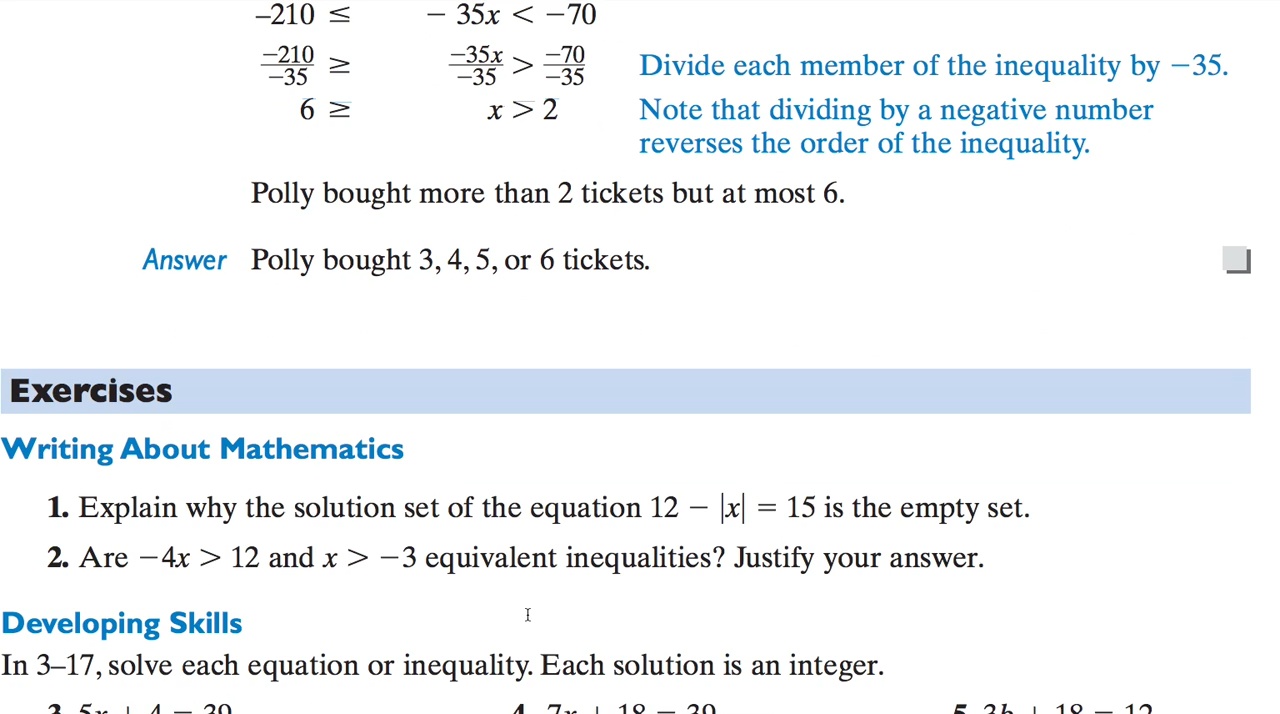 −210 ≤ − 35x < −70
−210/−35 ≥ −35x/−35 > −70/−35 Divide each member of the inequality by −35.
6 ≥ x > 2 Note that dividing by a negative number
reverses the order of the inequality.
Polly bought more than 2 tickets but at most 6.
Answer Polly bought 3, 4, 5, or 6 tickets.
Exercises
Writing About Mathematics
1. Explain why the solution set of the equation 12 − |x| = 15 is the empty set.
2. Are −4x > 12 and x > −3 equivalent inequalities? Justify your answer.
Developing Skills
In 3–17, solve each equation or inequality. Each solution is an integer.